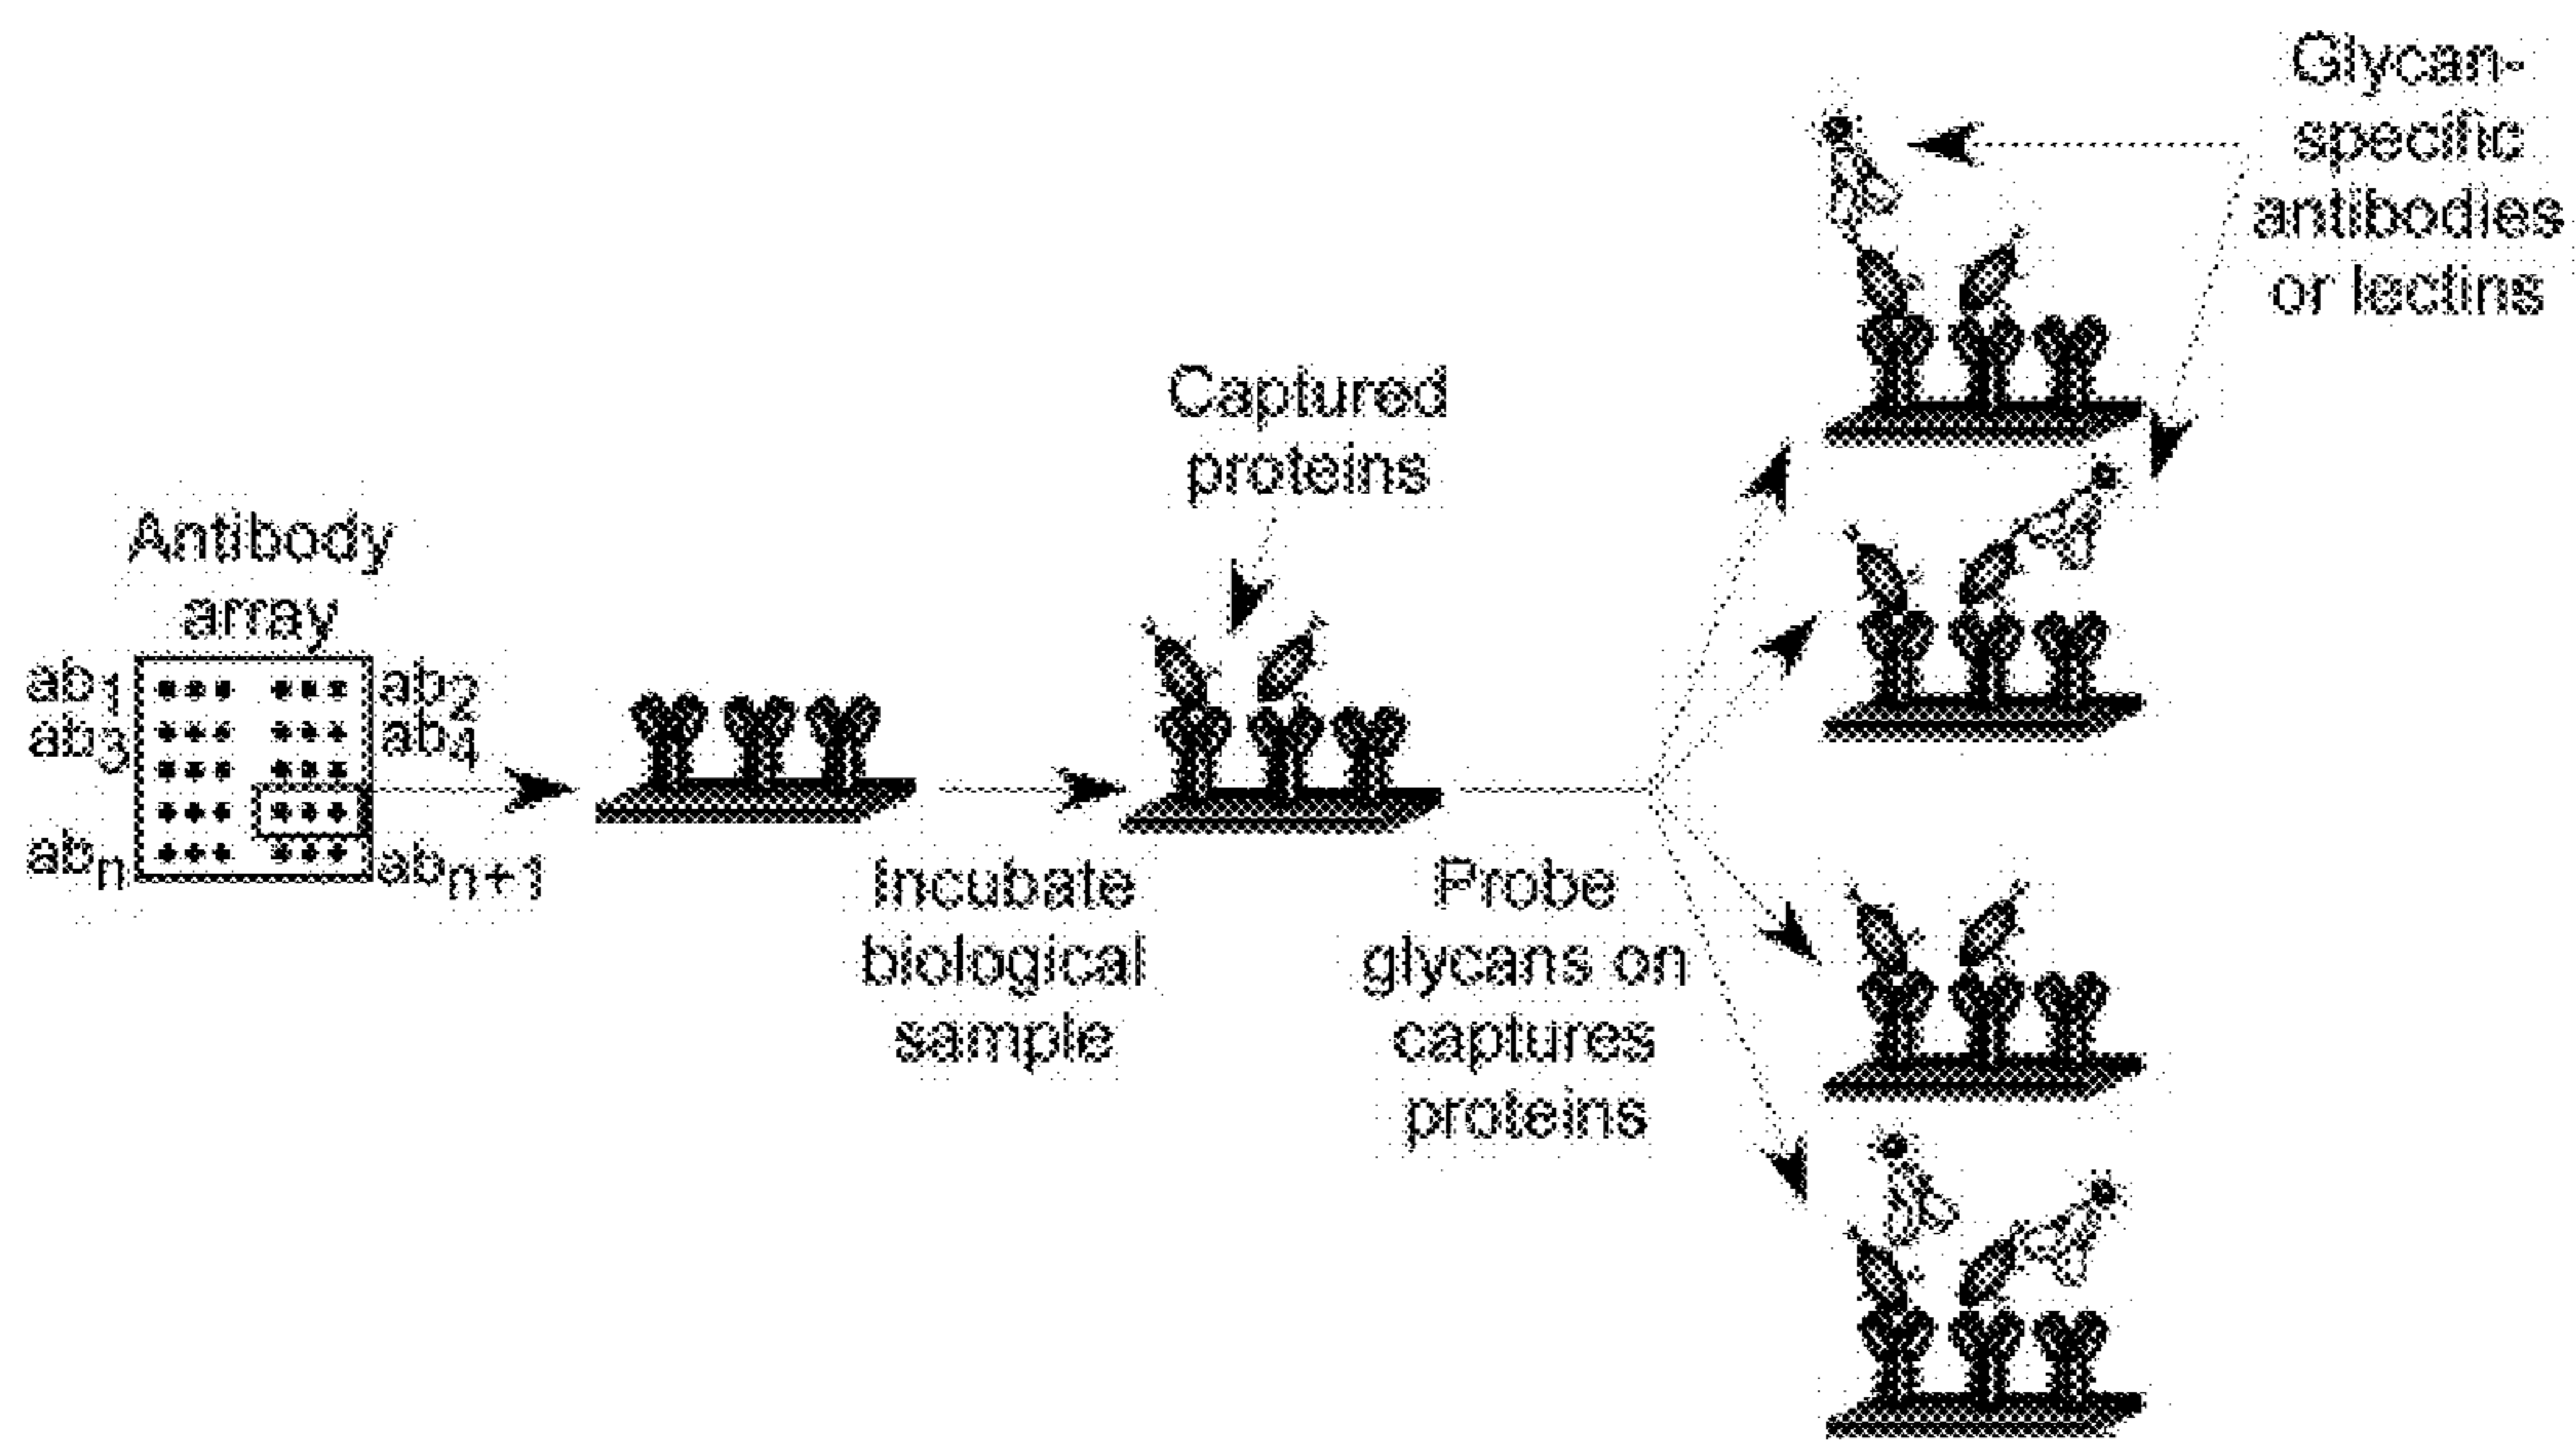 Glycan-
specific
antibodies
or lectins
Captured
proteins
Antibody
array
ab1
ab2
ab3
ab4
abn
abn+1
Incubate
biological
sample
Probe
glycans on
captures
proteins